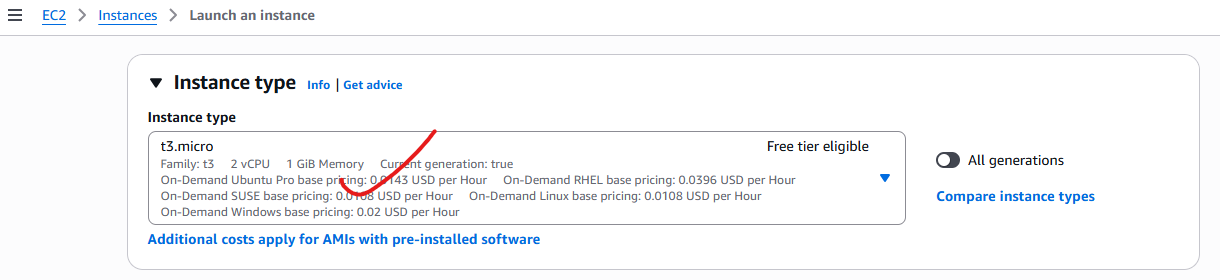 EC2 > Instances > Launch an instance
Instance type Info | Get advice
Instance type
t3.micro Free tier eligible
Family: t3 2 vCPU 1 GiB Memory Current generation: true
On-Demand Ubuntu Pro base pricing: 0.0143 USD per Hour On-Demand RHEL base pricing: 0.0396 USD per Hour
On-Demand SUSE base pricing: 0.0108 USD per Hour On-Demand Linux base pricing: 0.0108 USD per Hour
On-Demand Windows base pricing: 0.02 USD per Hour
All generations
Compare instance types
Additional costs apply for AMIs with pre-installed software